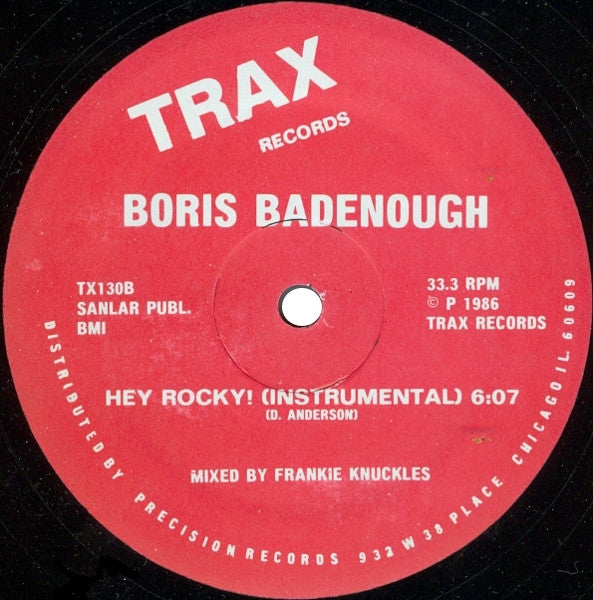 TRAX
RECORDS
BORIS BADENOUGH
TX130B
SANLAR PUBL.
BMI
33.3 RPM
© P 1986
TRAX RECORDS
HEY ROCKY! (INSTRUMENTAL) 6:07
(D. ANDERSON)
MIXED BY FRANKIE KNUCKLES
DISTRIBUTED BY PRECISION RECORDS 932 W 38 PLACE CHICAGO IL. 60609